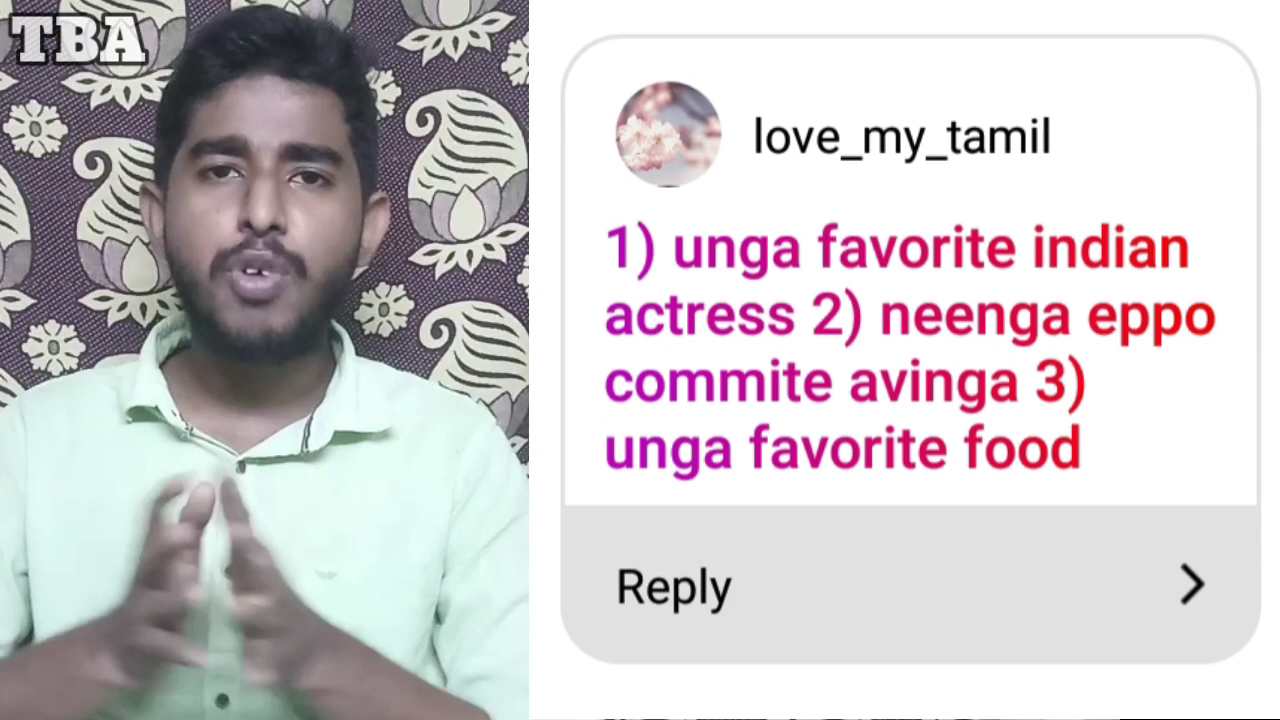 TBA
love_my_tamil
1) unga favorite indian
actress 2) neenga eppo
commite avinga 3)
unga favorite food
Reply